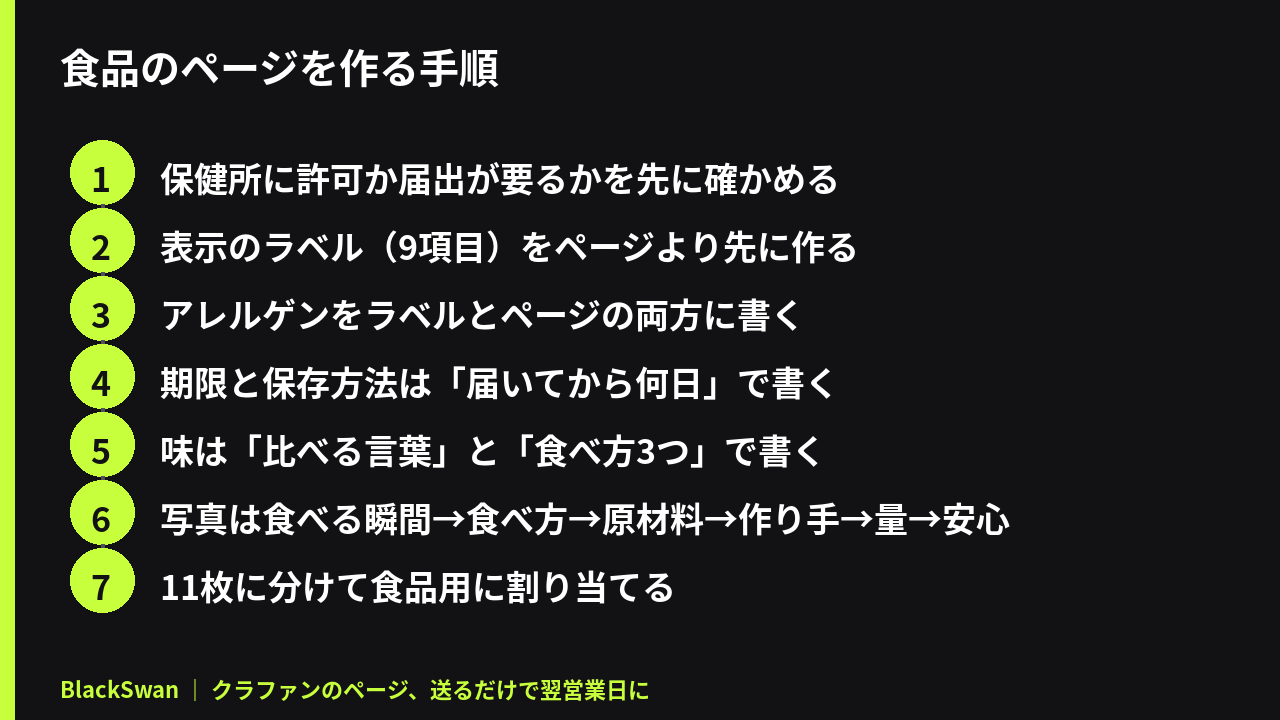 食品のページを作る手順
1 保健所に許可か届出が要るかを先に確かめる
2 表示のラベル（9項目）をページより先に作る
3 アレルゲンをラベルとページの両方に書く
4 期限と保存方法は「届いてから何日」で書く
5 味は「比べる言葉」と「食べ方3つ」で書く
6 写真は食べる瞬間→食べ方→原材料→作り手→量→安心
7 11枚に分けて食品用に割り当てる
BlackSwan｜クラファンのページ、送るだけで翌営業日に